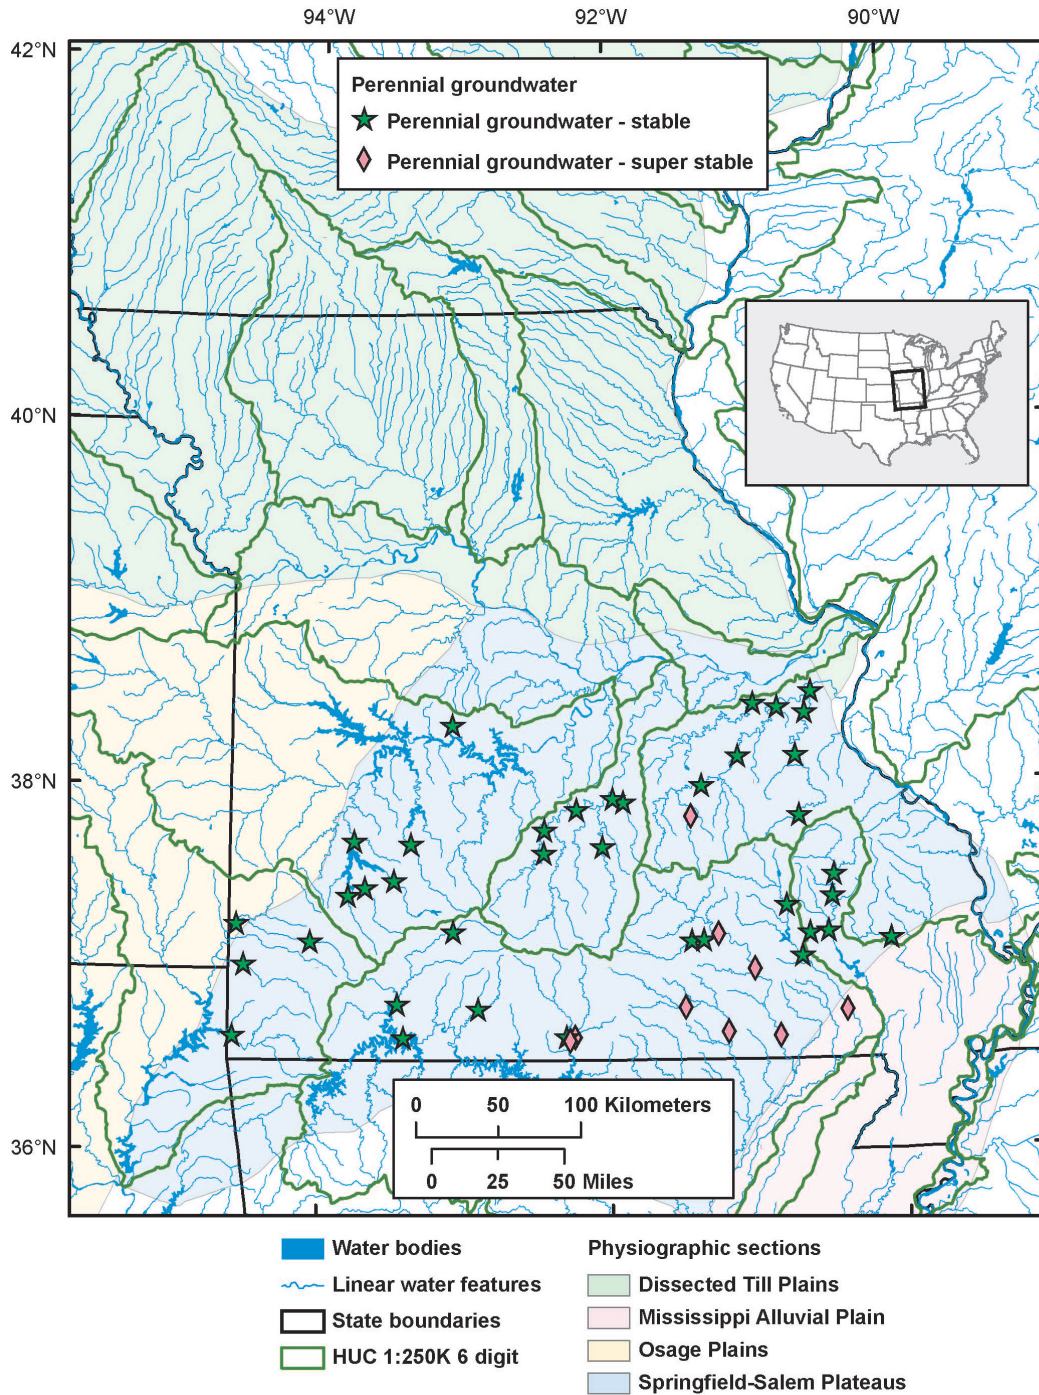 94°W 92°W 90°W
42°N
Perennial groundwater
Perennial groundwater - stable
Perennial groundwater - super stable
40°N
38°N
36°N
0 50 100 Kilometers
0 25 50 Miles
Water bodies
Linear water features
State boundaries
HUC 1:250K 6 digit
Physiographic sections
Dissected Till Plains
Mississippi Alluvial Plain
Osage Plains
Springfield-Salem Plateaus